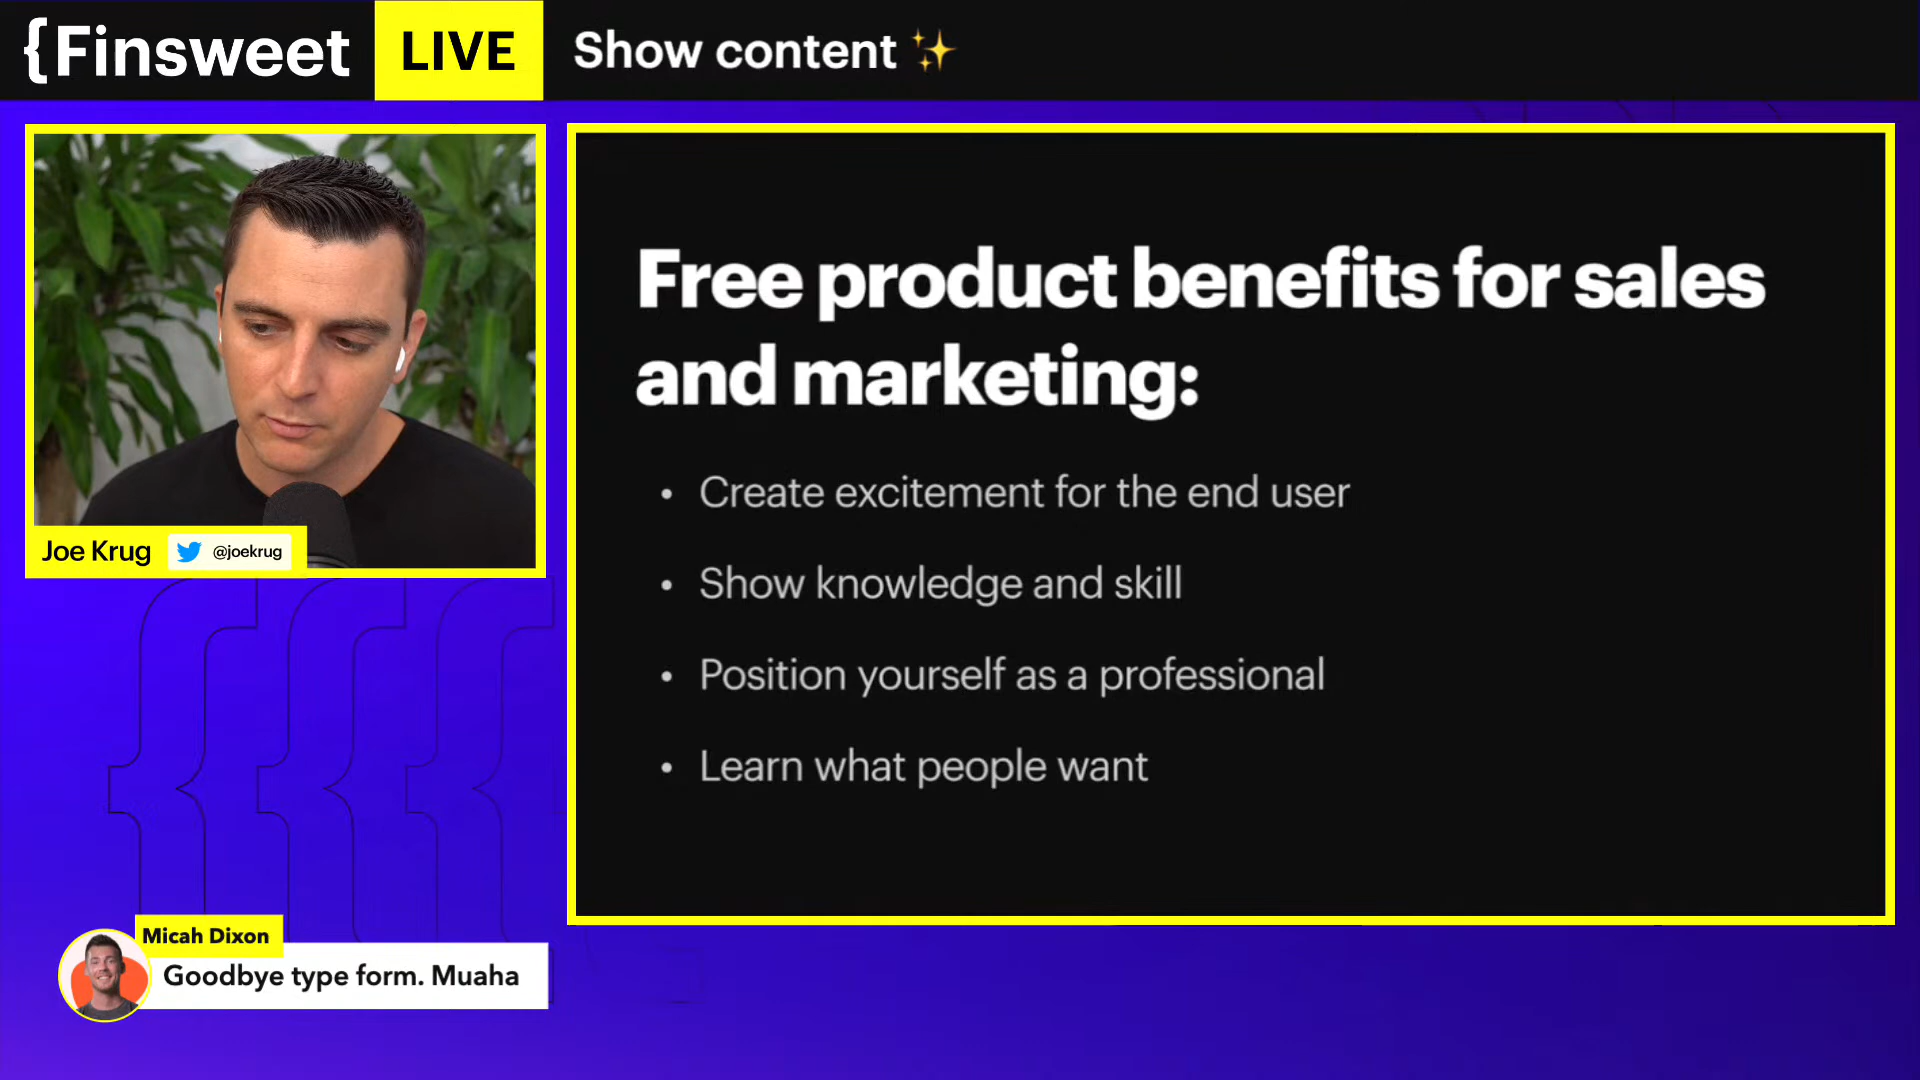 {Finsweet
LIVE
Show content ✨
Free product benefits for sales
and marketing:
• Create excitement for the end user
• Show knowledge and skill
• Position yourself as a professional
• Learn what people want
Joe Krug
@joekrug
Micah Dixon
Goodbye type form. Muaha